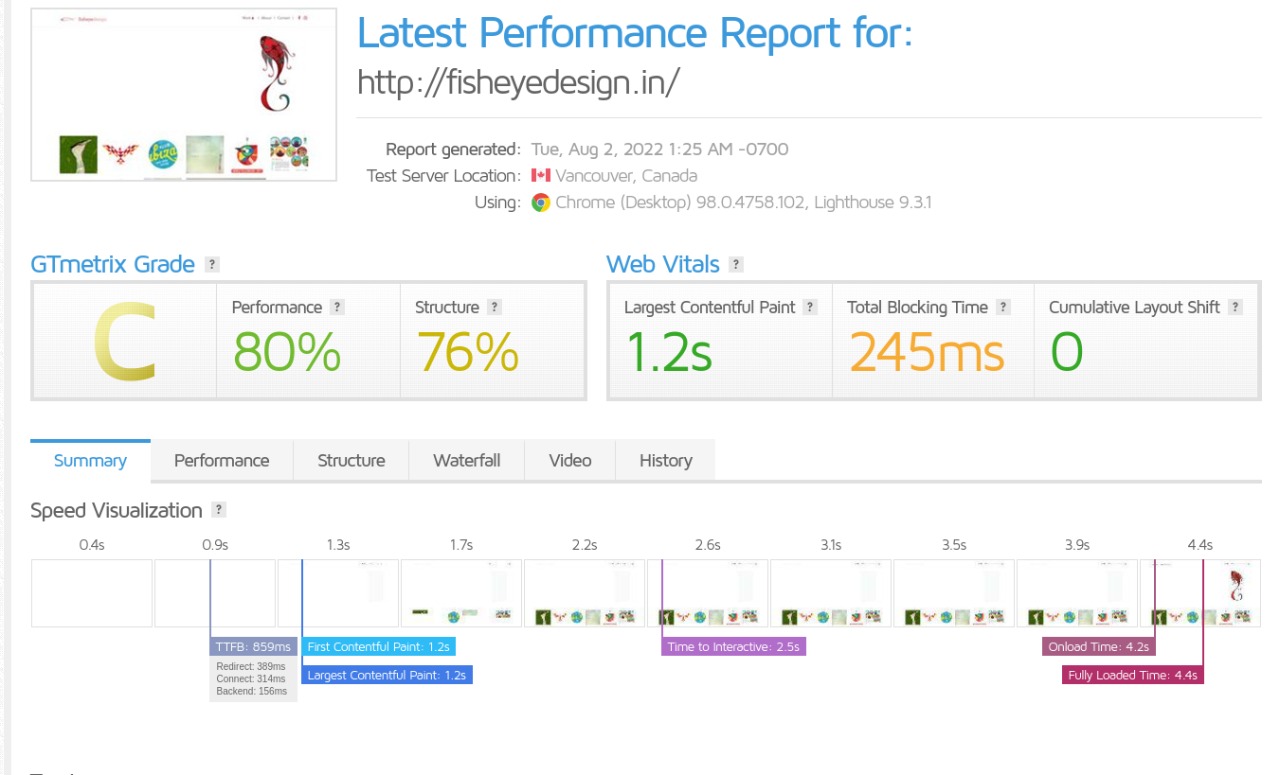 Latest Performance Report for:
http://fisheyedesign.in/
Report generated: Tue, Aug 2, 2022 1:25 AM -0700
Test Server Location: Vancouver, Canada
Using: Chrome (Desktop) 98.0.4758.102, Lighthouse 9.3.1
GTmetrix Grade ?
Web Vitals ?
C
Performance ?
80%
Structure ?
76%
Largest Contentful Paint ?
1.2s
Total Blocking Time ?
245ms
Cumulative Layout Shift ?
0
Summary Performance Structure Waterfall Video History
Speed Visualization ?
0.4s 0.9s 1.3s 1.7s 2.2s 2.6s 3.1s 3.5s 3.9s 4.4s
TTFB: 859ms
Redirect: 389ms
Connect: 314ms
Backend: 156ms
First Contentful Paint: 1.2s
Largest Contentful Paint: 1.2s
Time to Interactive: 2.5s
Onload Time: 4.2s
Fully Loaded Time: 4.4s